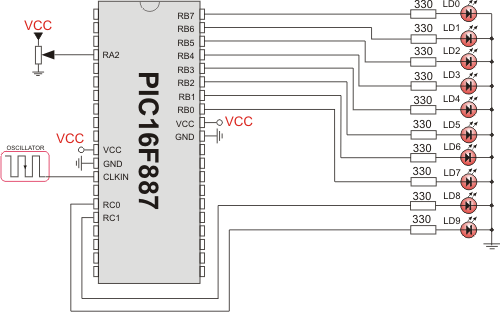 330 LD0
RB7
VCC RB6 330 LD1
RB5 330 LD2
RA2 RB4
RB3 330 LD3
RB2 330 LD4
RB1
RB0 330 LD5
VCC VCC
OSCILLATOR VCC GND 330 LD6
VCC
GND 330 LD7
CLKIN
PIC16F887
RC0 330 LD8
RC1 330 LD9